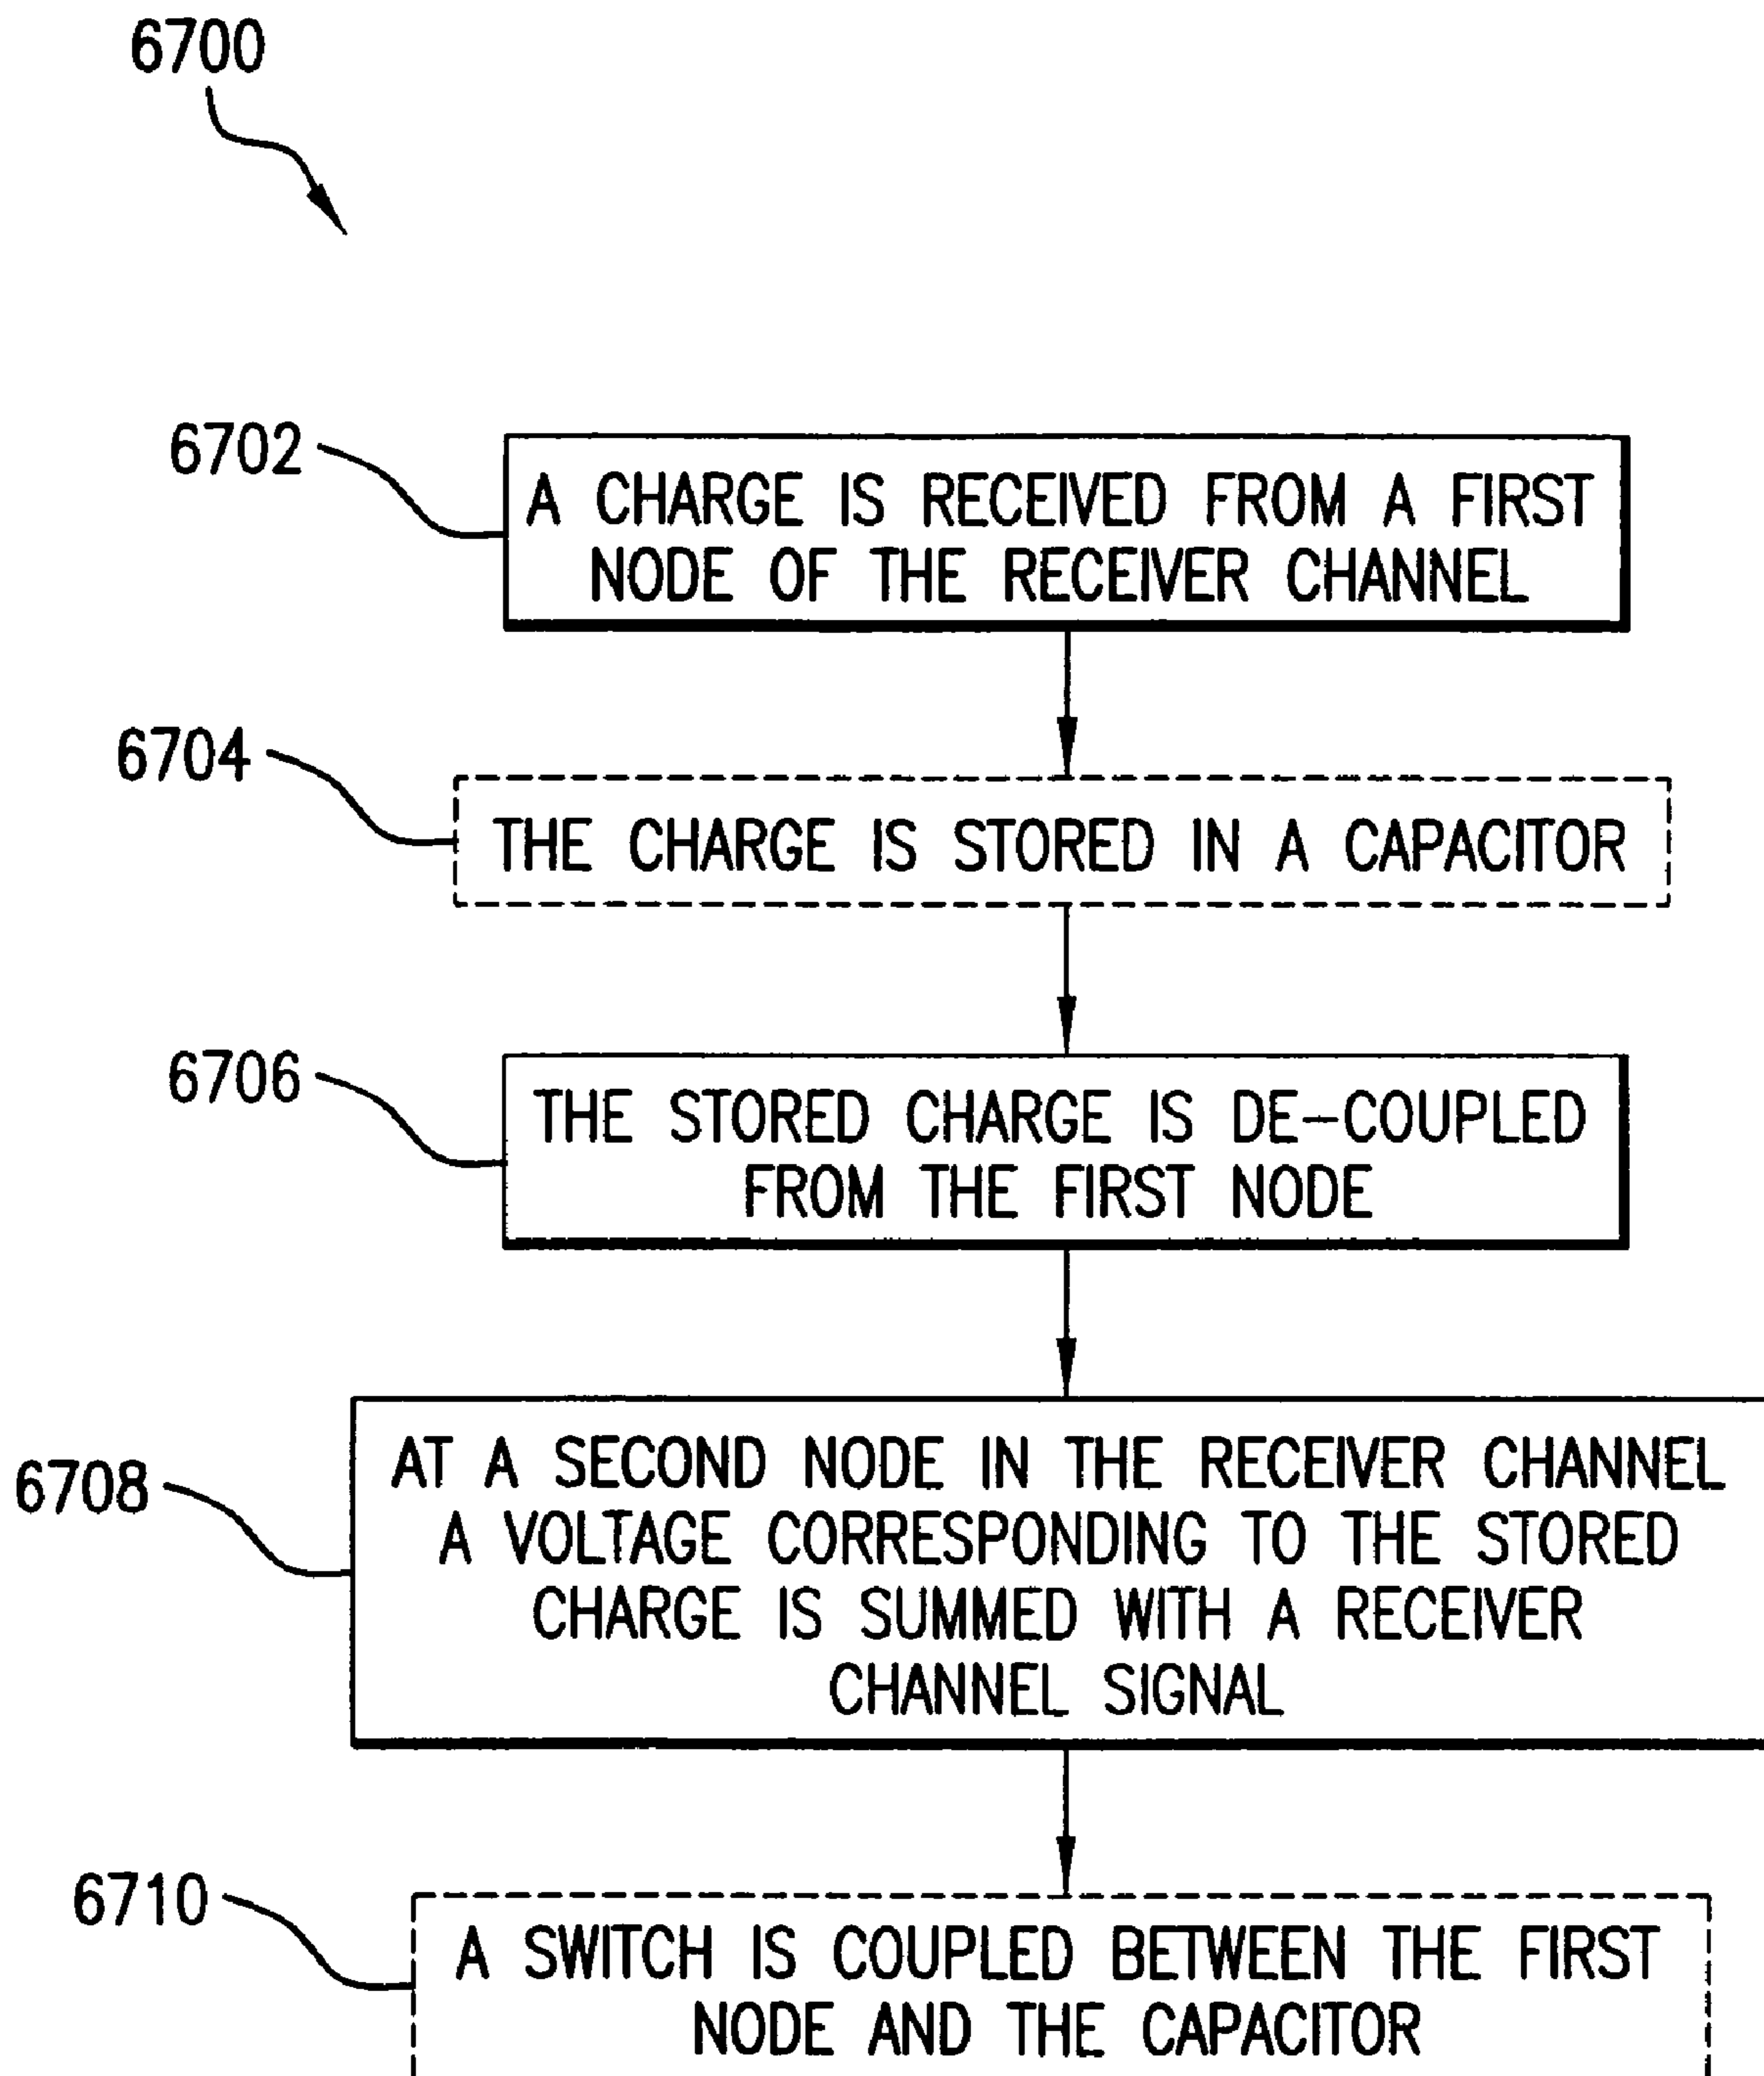 6700
6702
A CHARGE IS RECEIVED FROM A FIRST
NODE OF THE RECEIVER CHANNEL
6704
THE CHARGE IS STORED IN A CAPACITOR
6706
THE STORED CHARGE IS DE-COUPLED
FROM THE FIRST NODE
6708
AT A SECOND NODE IN THE RECEIVER CHANNEL
A VOLTAGE CORRESPONDING TO THE STORED
CHARGE IS SUMMED WITH A RECEIVER
CHANNEL SIGNAL
6710
A SWITCH IS COUPLED BETWEEN THE FIRST
NODE AND THE CAPACITOR